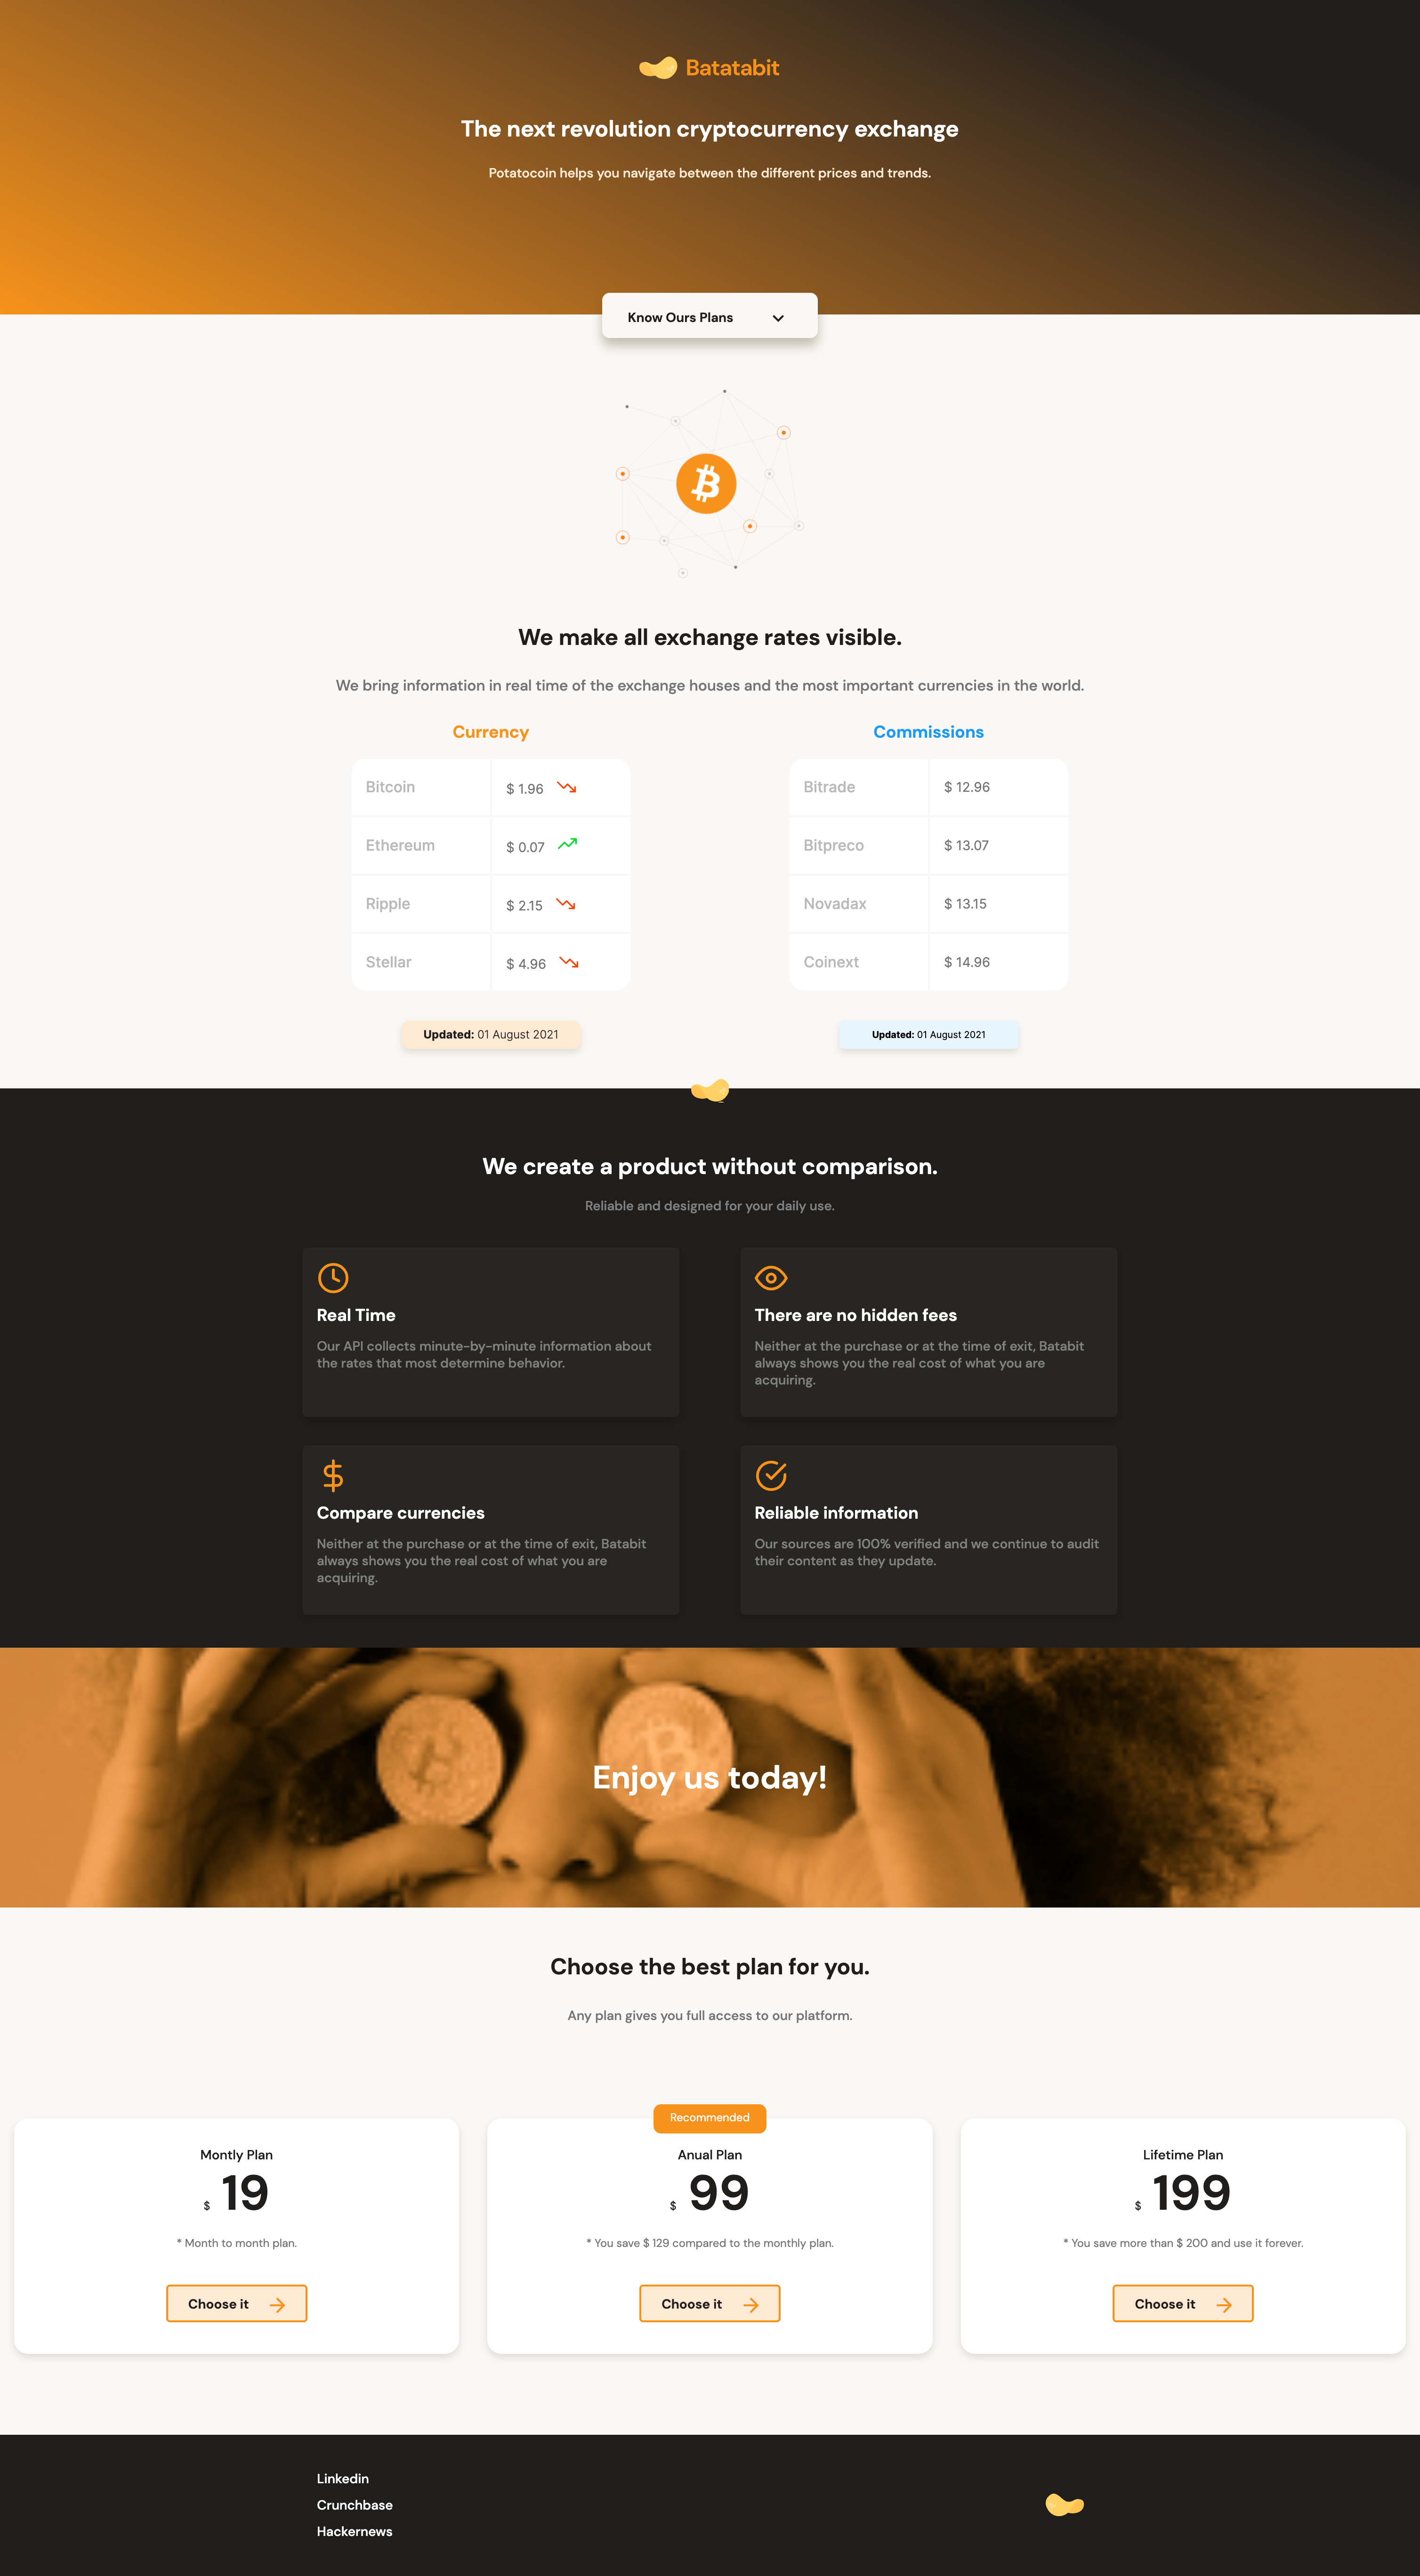 Batatabit
The next revolution cryptocurrency exchange
Potatocoin helps you navigate between the different prices and trends.
Know Ours Plans
We make all exchange rates visible.
We bring information in real time of the exchange houses and the most important currencies in the world.
Currency
Bitcoin $ 1.96
Ethereum $ 0.07
Ripple $ 2.15
Stellar $ 4.96
Updated: 01 August 2021
Commissions
Bitrade $ 12.96
Bitpreco $ 13.07
Novadax $ 13.15
Coinext $ 14.96
Updated: 01 August 2021
We create a product without comparison.
Reliable and designed for your daily use.
Real Time
Our API collects minute-by-minute information about
the rates that most determine behavior.
There are no hidden fees
Neither at the purchase or at the time of exit, Batabit
always shows you the real cost of what you are
acquiring.
Compare currencies
Neither at the purchase or at the time of exit, Batabit
always shows you the real cost of what you are
acquiring.
Reliable information
Our sources are 100% verified and we continue to audit
their content as they update.
Enjoy us today!
Choose the best plan for you.
Any plan gives you full access to our platform.
Montly Plan
$ 19
* Month to month plan.
Choose it
Recommended
Anual Plan
$ 99
* You save $ 129 compared to the monthly plan.
Choose it
Lifetime Plan
$ 199
* You save more than $ 200 and use it forever.
Choose it
Linkedin
Crunchbase
Hackernews